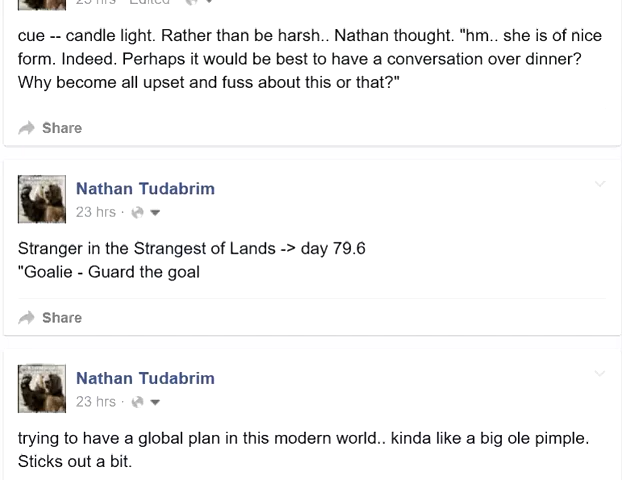 23 hrs · Edited ·
cue -- candle light. Rather than be harsh.. Nathan thought. "hm.. she is of nice
form. Indeed. Perhaps it would be best to have a conversation over dinner?
Why become all upset and fuss about this or that?"
Share
Nathan Tudabrim
23 hrs ·
Stranger in the Strangest of Lands -> day 79.6
"Goalie - Guard the goal
Share
Nathan Tudabrim
23 hrs ·
trying to have a global plan in this modern world.. kinda like a big ole pimple.
Sticks out a bit.